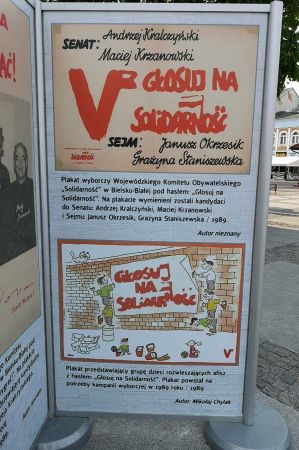 SENAT: Andrzej Kralczyński
Maciej Krzanowski
V GŁOSUJ NA
SOLIDARNOŚĆ
SEJM: Janusz Okrzesik
Grażyna Staniszewska
Plakat wyborczy Wojewódzkiego Komitetu Obywatelskiego
„Solidarność” w Bielsku-Białej pod hasłem: „Głosuj na
Solidarność”. Na plakacie wymienieni zostali kandydaci
do Senatu: Andrzej Kralczyński, Maciej Krzanowski
i Sejmu: Janusz Okrzesik, Grażyna Staniszewska / 1989.
Autor nieznany
GŁOSUJ
NA
SOLIDARNOŚĆ
V
Plakat przedstawiający grupę dzieci rozwieszających afisz
z hasłem: „Głosuj na Solidarność”. Plakat powstał na
potrzeby kampanii wyborczej w 1989 roku / 1989
Autor: Mikołaj Chylak